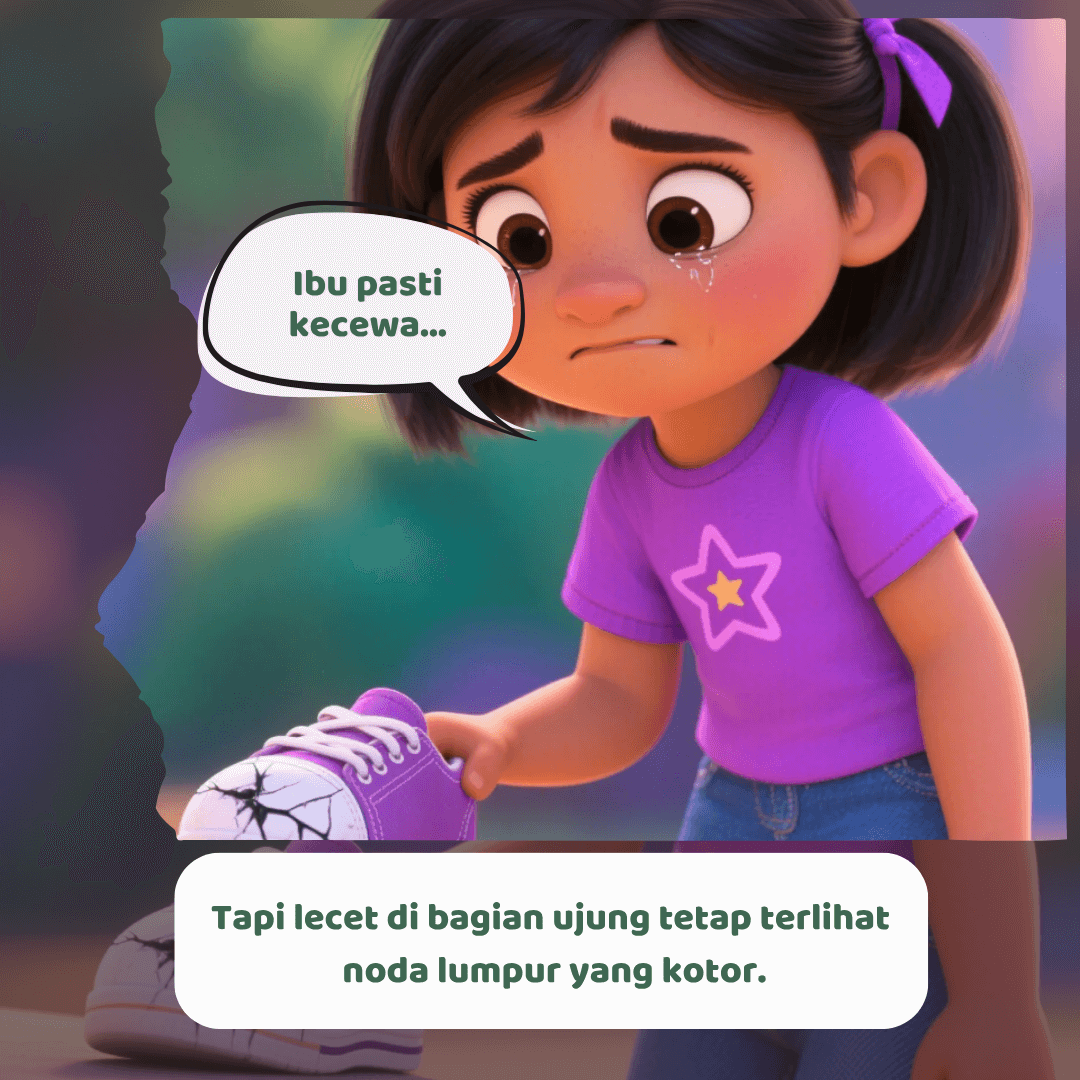 Ibu pasti
kecewa...
Tapi lecet di bagian ujung tetap terlihat
noda lumpur yang kotor.